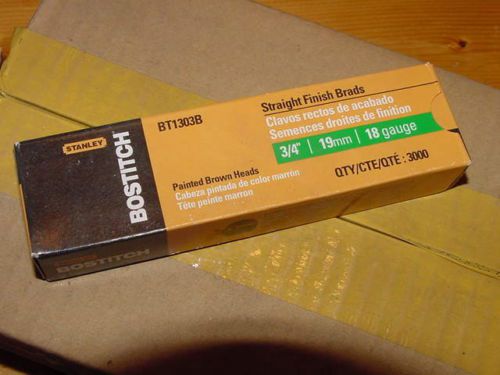 STANLEY
BOSTITCH
BT1303B
Painted Brown Heads
Cabeza pintada de color marrón
Tête peinte marron
Straight Finish Brads
Clavos rectos de acabado
Semences droites de finition
3/4" 19mm 18 gauge
QTY/CTE/QTÉ : 3000
BOSTITCH